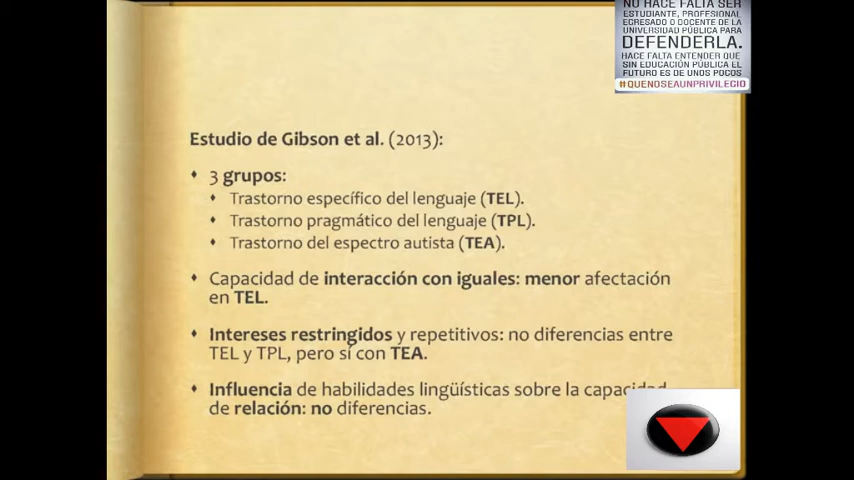 NO HACE FALTA SER
ESTUDIANTE, PROFESIONAL
EGRESADO O DOCENTE DE LA
UNIVERSIDAD PÚBLICA PARA
DEFENDERLA.
HACE FALTA ENTENDER QUE
SIN EDUCACIÓN PÚBLICA EL
FUTURO ES DE UNOS POCOS
#QUENOSEAUNPRIVILEGIO
Estudio de Gibson et al. (2013):
3 grupos:
Trastorno específico del lenguaje (TEL).
Trastorno pragmático del lenguaje (TPL).
Trastorno del espectro autista (TEA).
Capacidad de interacción con iguales: menor afectación
en TEL.
Intereses restringidos y repetitivos: no diferencias entre
TEL y TPL, pero sí con TEA.
Influencia de habilidades lingüísticas sobre la capacidad
de relación: no diferencias.